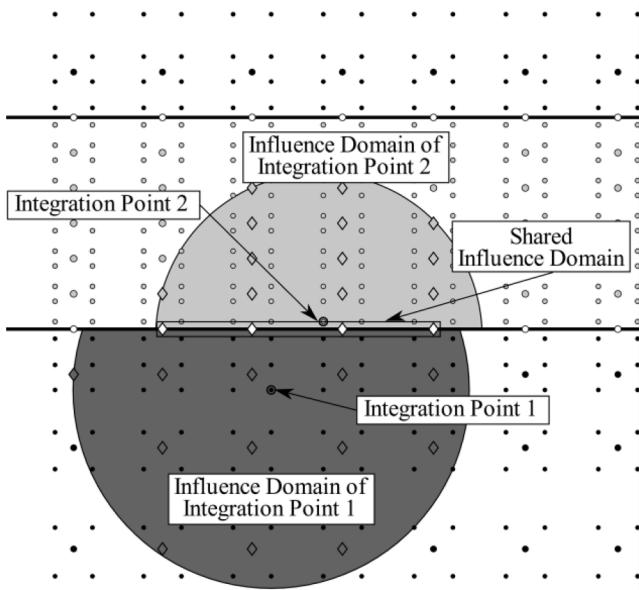 Influence Domain of
Integration Point 2
Integration Point 2
Shared
Influence Domain
Integration Point 1
Influence Domain of
Integration Point 1